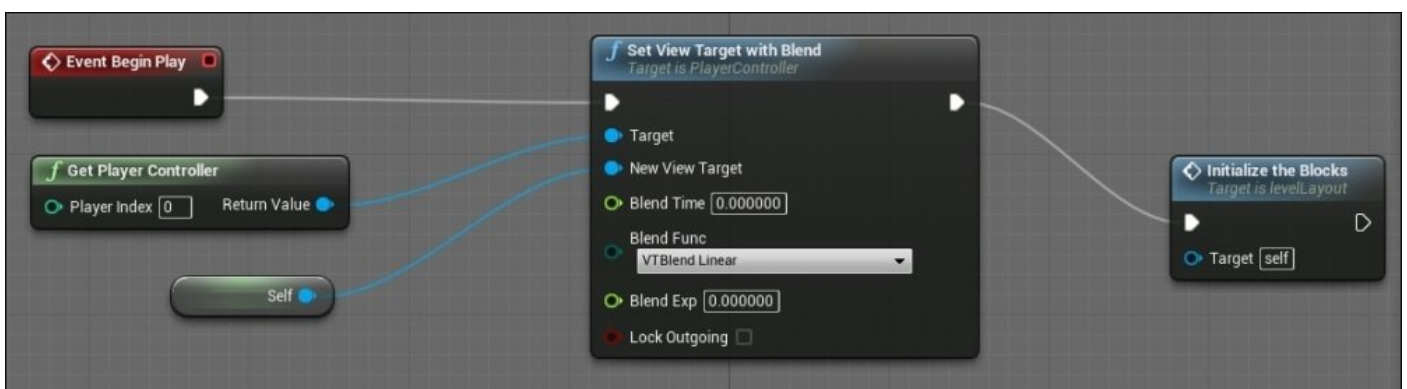 Event Begin Play
f Get Player Controller
Player Index 0 Return Value
Self
f Set View Target with Blend
Target is PlayerController
Target
New View Target
Blend Time 0.000000
Blend Func
VTBlend Linear
Blend Exp 0.000000
Lock Outgoing
Initialize the Blocks
Target is levelLayout
Target self